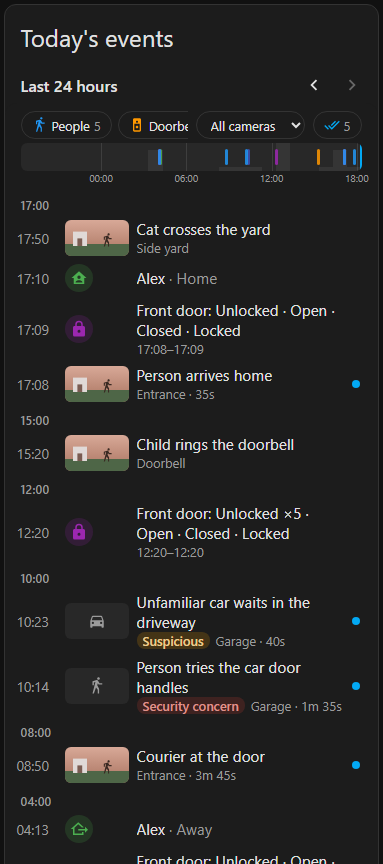 Today's events
Last 24 hours
People 5
Doorbe
All cameras
5
00:00 06:00 12:00 18:00
17:00
17:50 Cat crosses the yard
Side yard
17:10 Alex · Home
Front door: Unlocked · Open ·
17:09 Closed · Locked
17:08–17:09
17:08 Person arrives home
Entrance · 35s
15:00
15:20 Child rings the doorbell
Doorbell
12:00
Front door: Unlocked ×5 ·
12:20 Open · Closed · Locked
12:20–12:20
10:00
Unfamiliar car waits in the
10:23 driveway
Suspicious Garage · 40s
Person tries the car door
10:14 handles
Security concern Garage · 1m 35s
08:00
08:50 Courier at the door
Entrance · 3m 45s
04:00
04:13 Alex · Away
Front door: Unlocked · Open ·